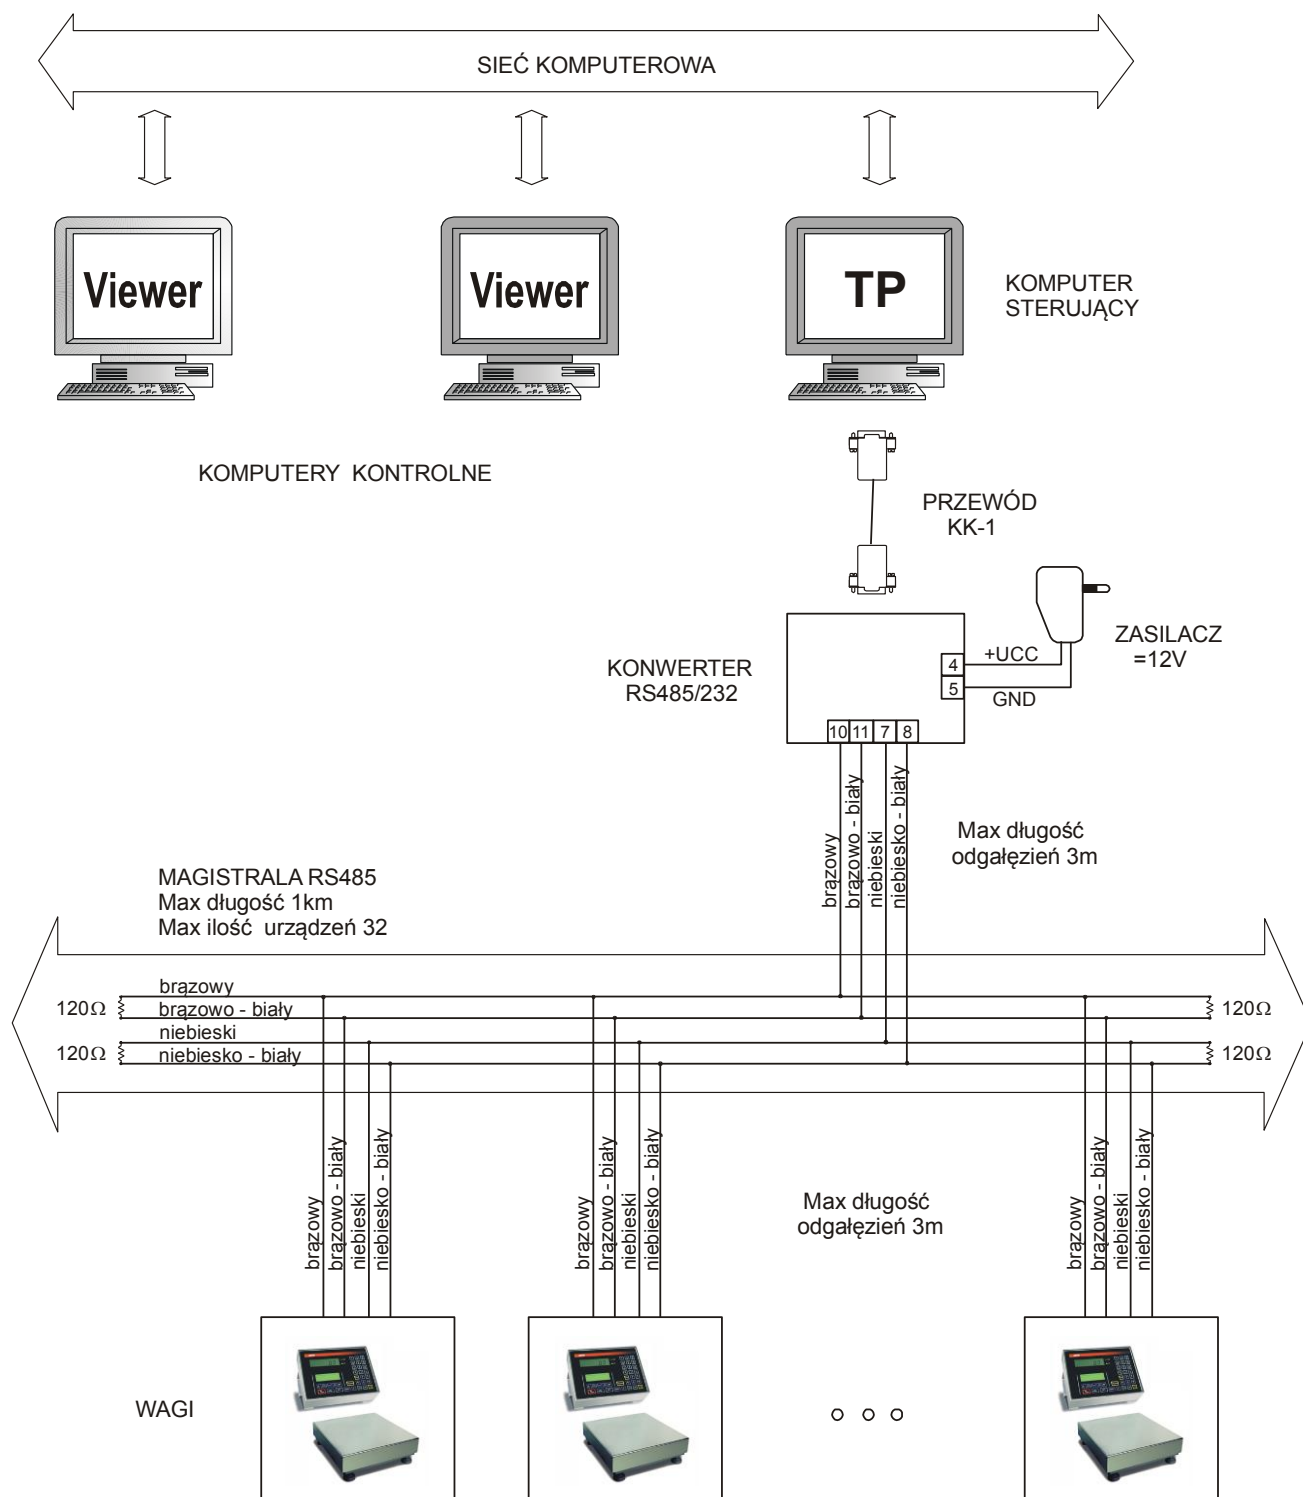 SIEĆ KOMPUTEROWA
Viewer
Viewer
TP
KOMPUTER
STERUJĄCY
KOMPUTERY KONTROLNE
PRZEWÓD
KK-1
ZASILACZ
=12V
KONWERTER
RS485/232
4
+UCC
5
GND
10 11 7 8
brązowy
brązowo - biały
niebieski
niebiesko - biały
Max długość
odgałęzień 3m
MAGISTRALA RS485
Max długość 1km
Max ilość urządzeń 32
brązowy
120Ω
brązowo - biały
120Ω
niebieski
120Ω
niebiesko - biały
120Ω
brązowy
brązowo - biały
niebieski
niebiesko - biały
brązowy
brązowo - biały
niebieski
niebiesko - biały
Max długość
odgałęzień 3m
brązowy
brązowo - biały
niebieski
niebiesko - biały
WAGI